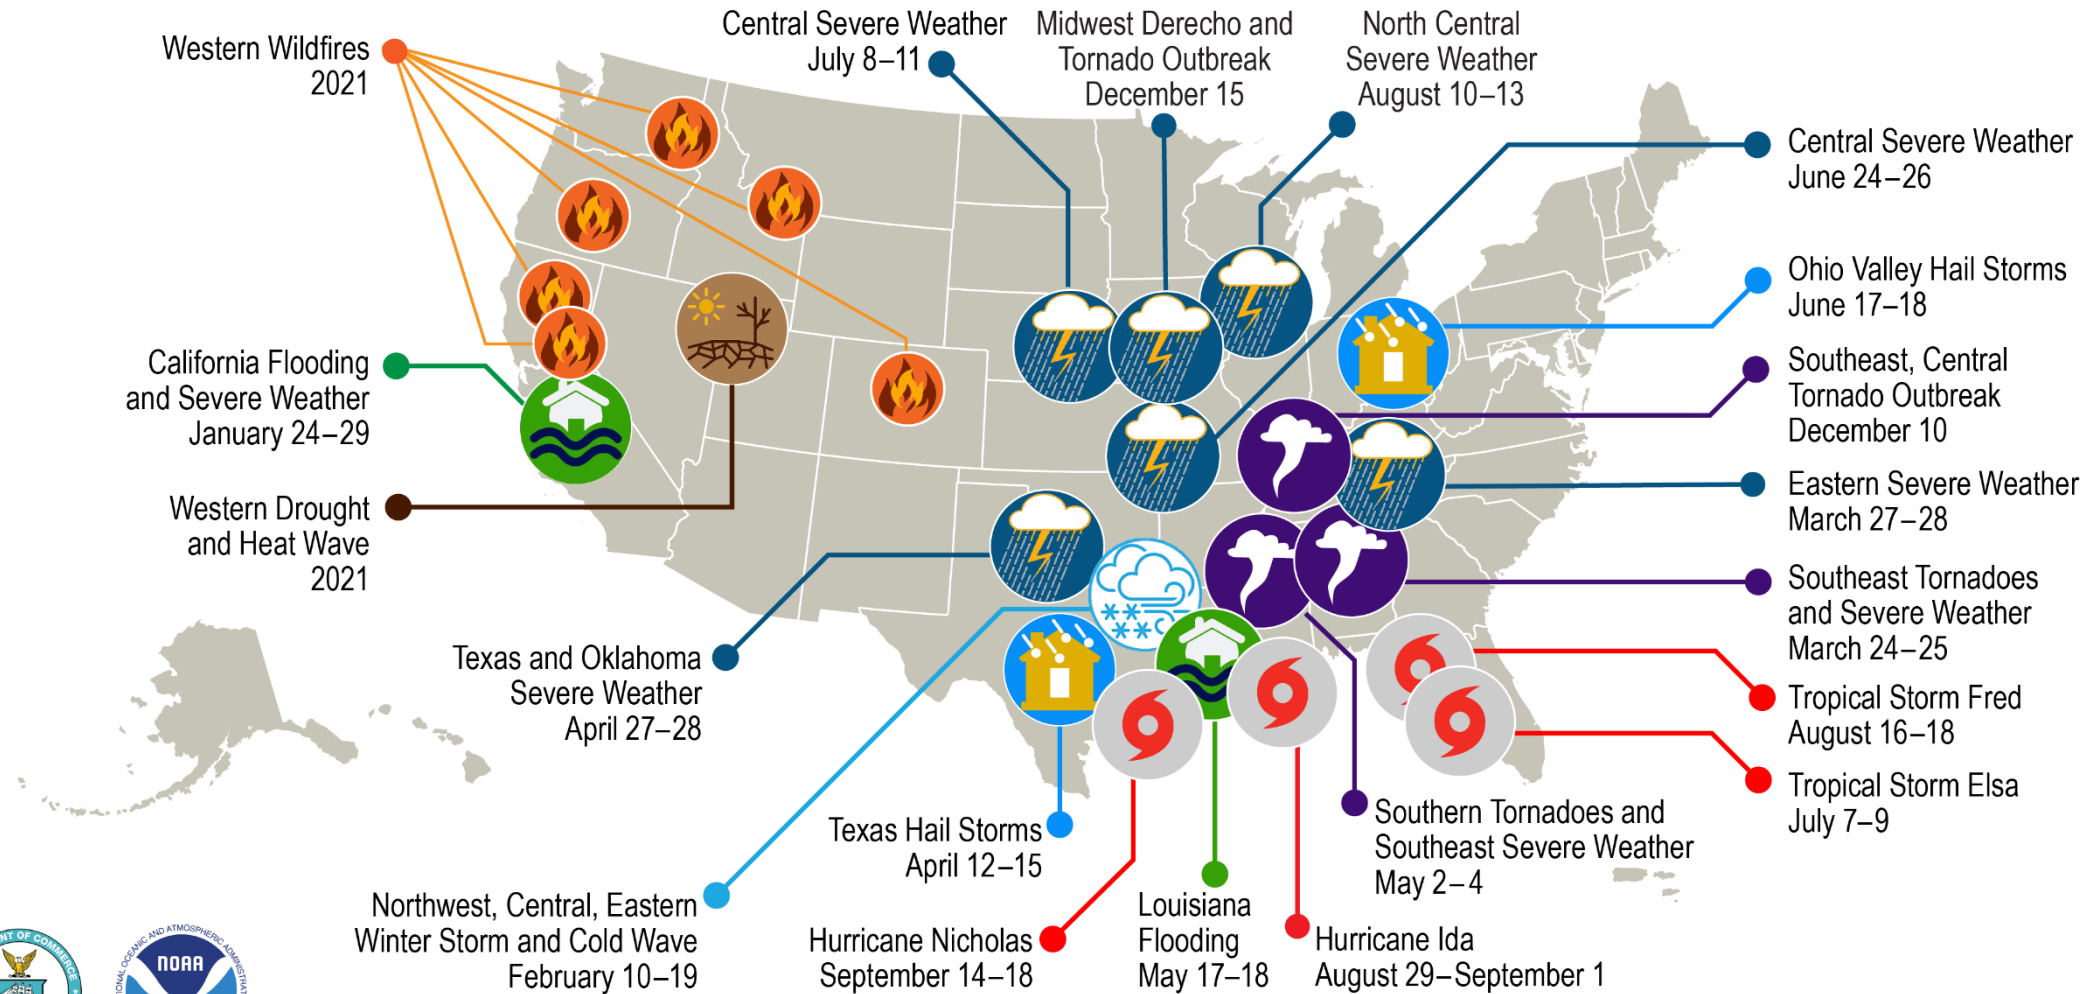 Western Wildfires
2021
Central Severe Weather
July 8–11
Midwest Derecho and
Tornado Outbreak
December 15
North Central
Severe Weather
August 10–13
Central Severe Weather
June 24–26
Ohio Valley Hail Storms
June 17–18
Southeast, Central
Tornado Outbreak
December 10
Eastern Severe Weather
March 27–28
Southeast Tornadoes
and Severe Weather
March 24–25
Tropical Storm Fred
August 16–18
Tropical Storm Elsa
July 7–9
California Flooding
and Severe Weather
January 24–29
Western Drought
and Heat Wave
2021
Texas and Oklahoma
Severe Weather
April 27–28
Texas Hail Storms
April 12–15
Northwest, Central, Eastern
Winter Storm and Cold Wave
February 10–19
Hurricane Nicholas
September 14–18
Louisiana
Flooding
May 17–18
Hurricane Ida
August 29–September 1
Southern Tornadoes and
Southeast Severe Weather
May 2–4
OF COMMERCE
OCEANIC AND ATMOSPHERIC
NOAA